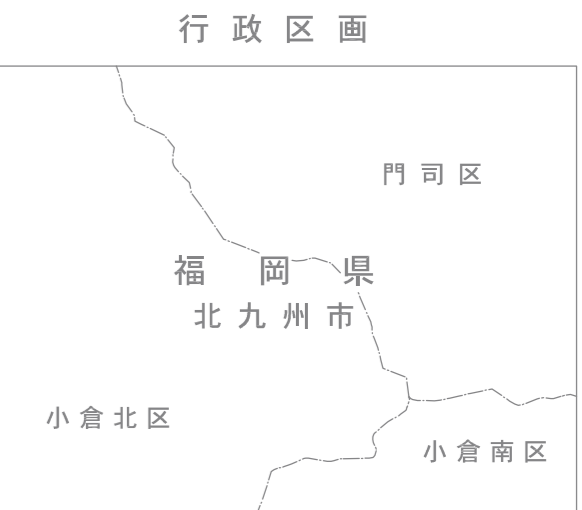 行政区画
門司区
福岡県
北九州市
小倉北区
小倉南区